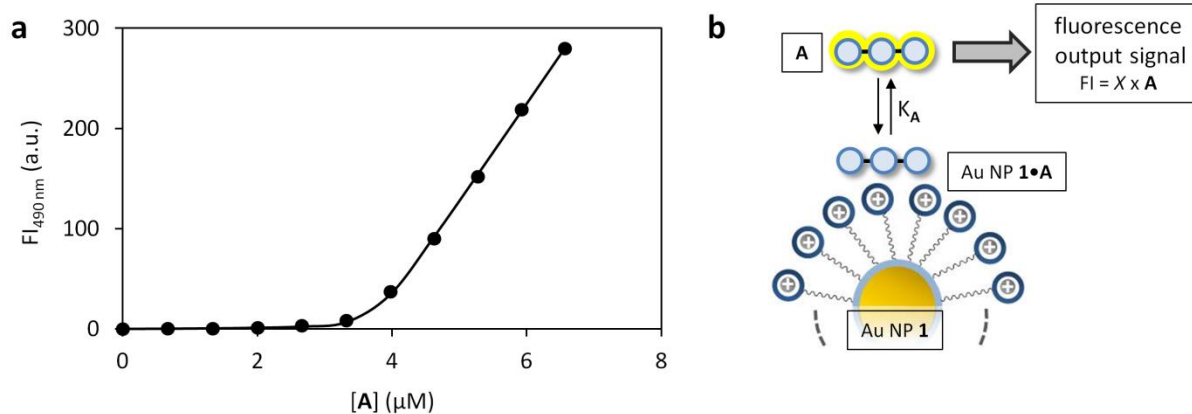 a
300
200
100
0
FI490 nm (a.u.)
0 2 4 6 8
[A] (µM)
b
A
fluorescence
output signal
FI = X x A
KA
Au NP 1•A
+ + + + + + + +
Au NP 1